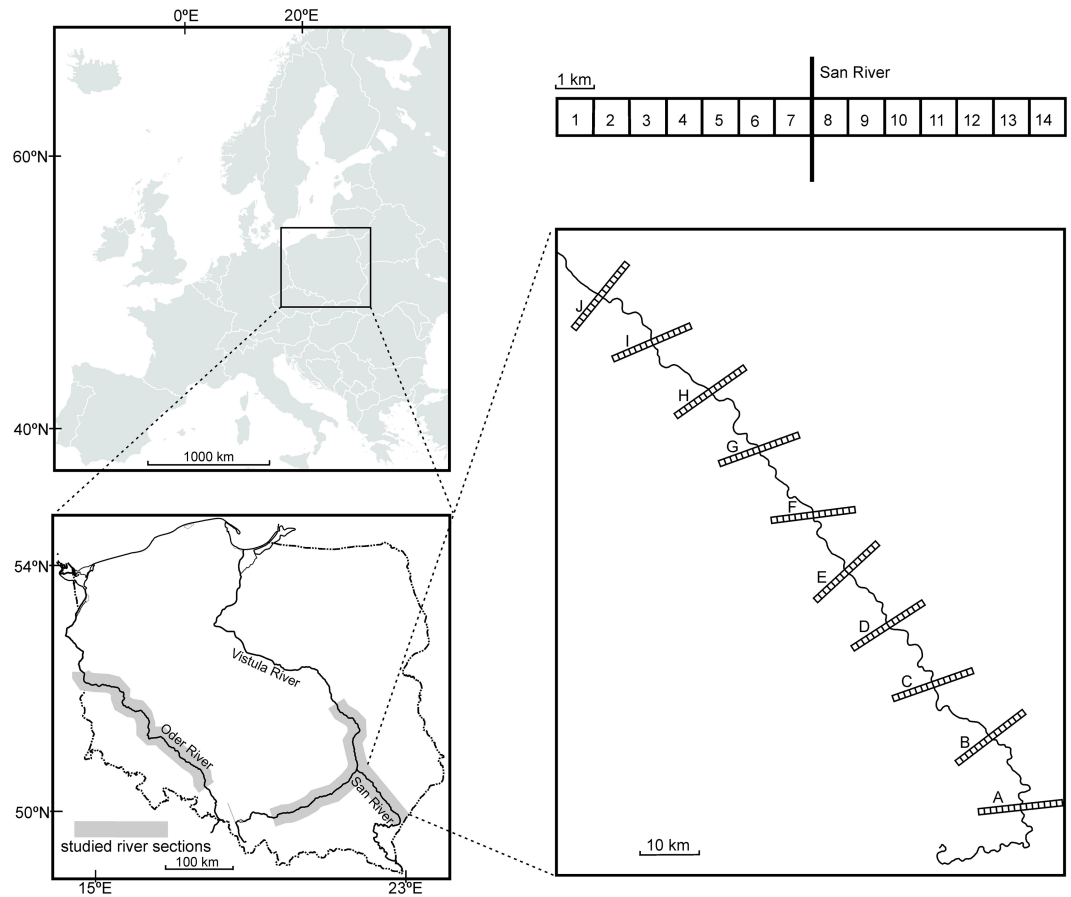 0ºE 20ºE
60ºN
40ºN
1000 km
San River
1 km
1 2 3 4 5 6 7 8 9 10 11 12 13 14
J
I
H
G
F
E
D
C
B
A
10 km
54ºN
Vistula River
Oder River
San River
50ºN
studied river sections
100 km
15ºE 23ºE